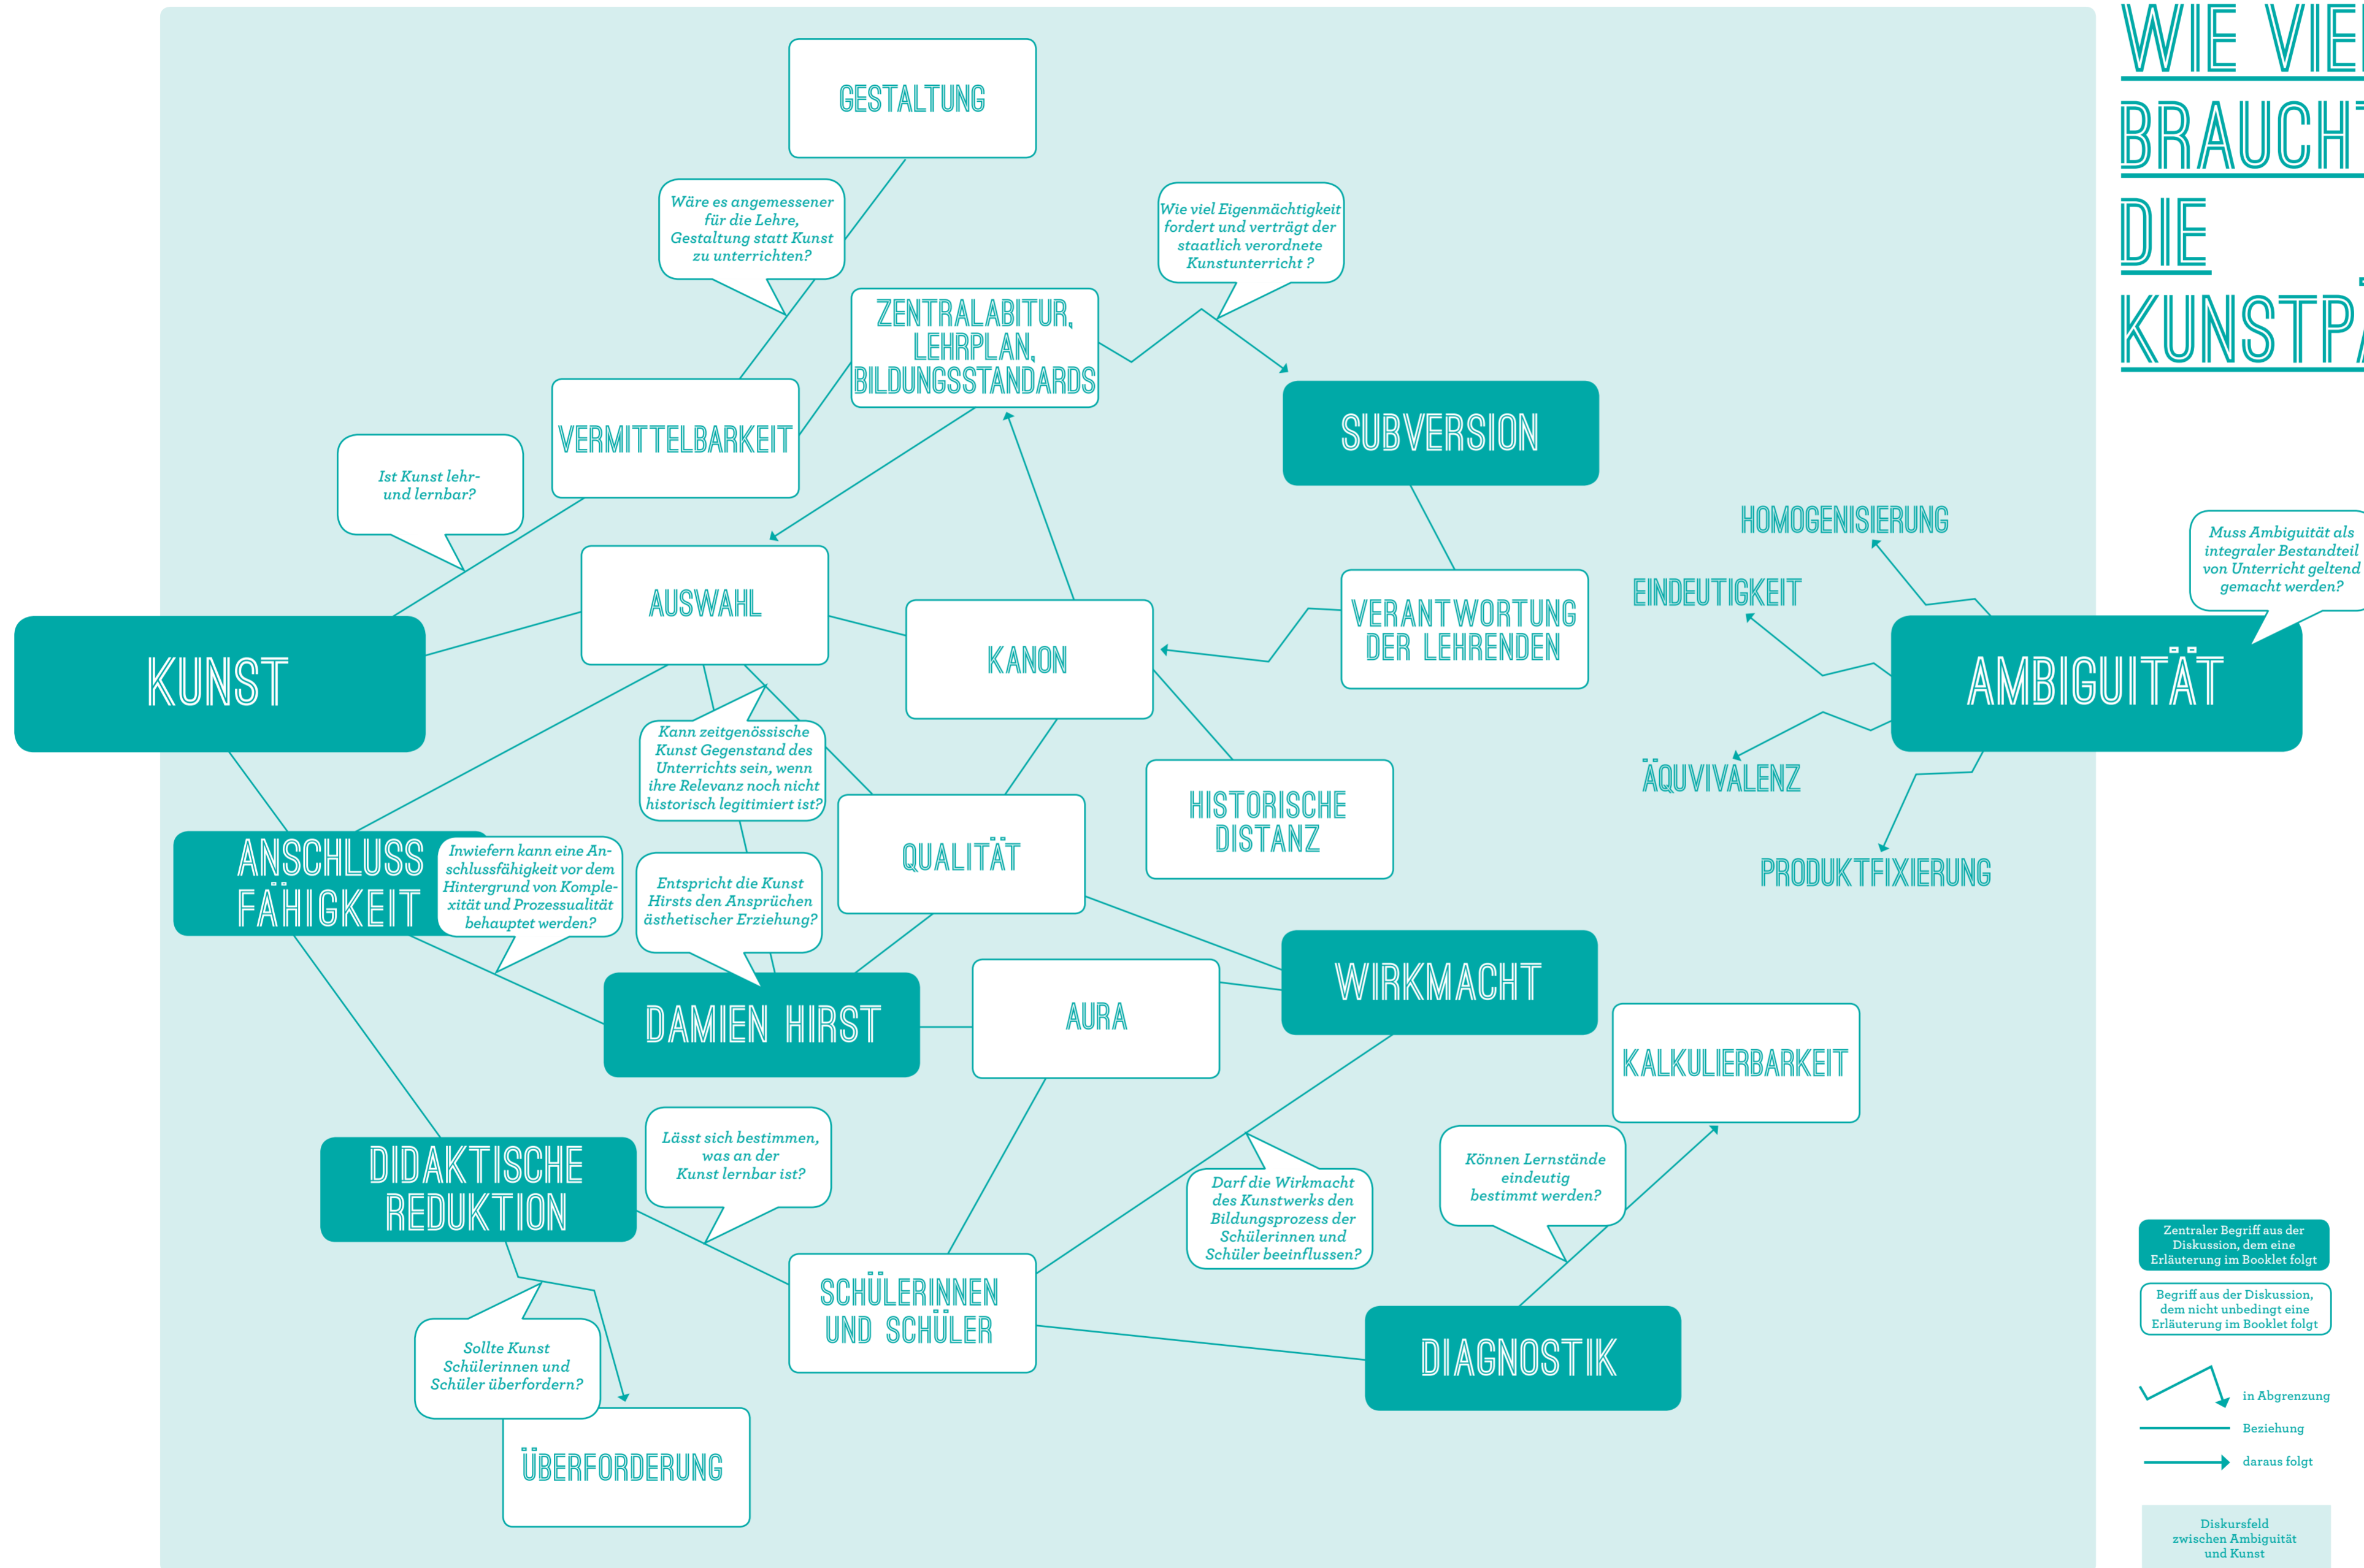 WIE VIE
BRAUCHT
DIE
KUNSTPÄ
GESTALTUNG
Wäre es angemessener
für die Lehre,
Gestaltung statt Kunst
zu unterrichten?
Wie viel Eigenmächtigkeit
fordert und verträgt der
staatlich verordnete
Kunstunterricht ?
ZENTRALABITUR,
LEHRPLAN,
BILDUNGSSTANDARDS
VERMITTELBARKEIT
SUBVERSION
Ist Kunst lehr-
und lernbar?
HOMOGENISIERUNG
Muss Ambiguität als
integraler Bestandteil
von Unterricht geltend
gemacht werden?
EINDEUTIGKEIT
AUSWAHL
VERANTWORTUNG
DER LEHRENDEN
KANON
KUNST
AMBIGUITÄT
Kann zeitgenössische
Kunst Gegenstand des
Unterrichts sein, wenn
ihre Relevanz noch nicht
historisch legitimiert ist?
ÄQUVIVALENZ
HISTORISCHE
DISTANZ
QUALITÄT
PRODUKTFIXIERUNG
ANSCHLUSS
FÄHIGKEIT
Inwiefern kann eine An-
schlussfähigkeit vor dem
Hintergrund von Komple-
xität und Prozessualität
behauptet werden?
Entspricht die Kunst
Hirsts den Ansprüchen
ästhetischer Erziehung?
WIRKMACHT
DAMIEN HIRST
AURA
KALKULIERBARKEIT
DIDAKTISCHE
REDUKTION
Lässt sich bestimmen,
was an der
Kunst lernbar ist?
Darf die Wirkmacht
des Kunstwerks den
Bildungsprozess der
Schülerinnen und
Schüler beeinflussen?
Können Lernstände
eindeutig
bestimmt werden?
SCHÜLERINNEN
UND SCHÜLER
DIAGNOSTIK
Sollte Kunst
Schülerinnen und
Schüler überfordern?
ÜBERFORDERUNG
Zentraler Begriff aus der
Diskussion, dem eine
Erläuterung im Booklet folgt
Begriff aus der Diskussion,
dem nicht unbedingt eine
Erläuterung im Booklet folgt
in Abgrenzung
Beziehung
daraus folgt
Diskursfeld
zwischen Ambiguität
und Kunst